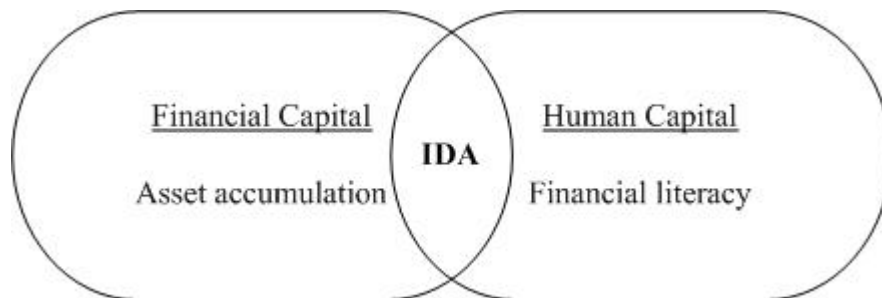 Financial Capital
Asset accumulation
IDA
Human Capital
Financial literacy